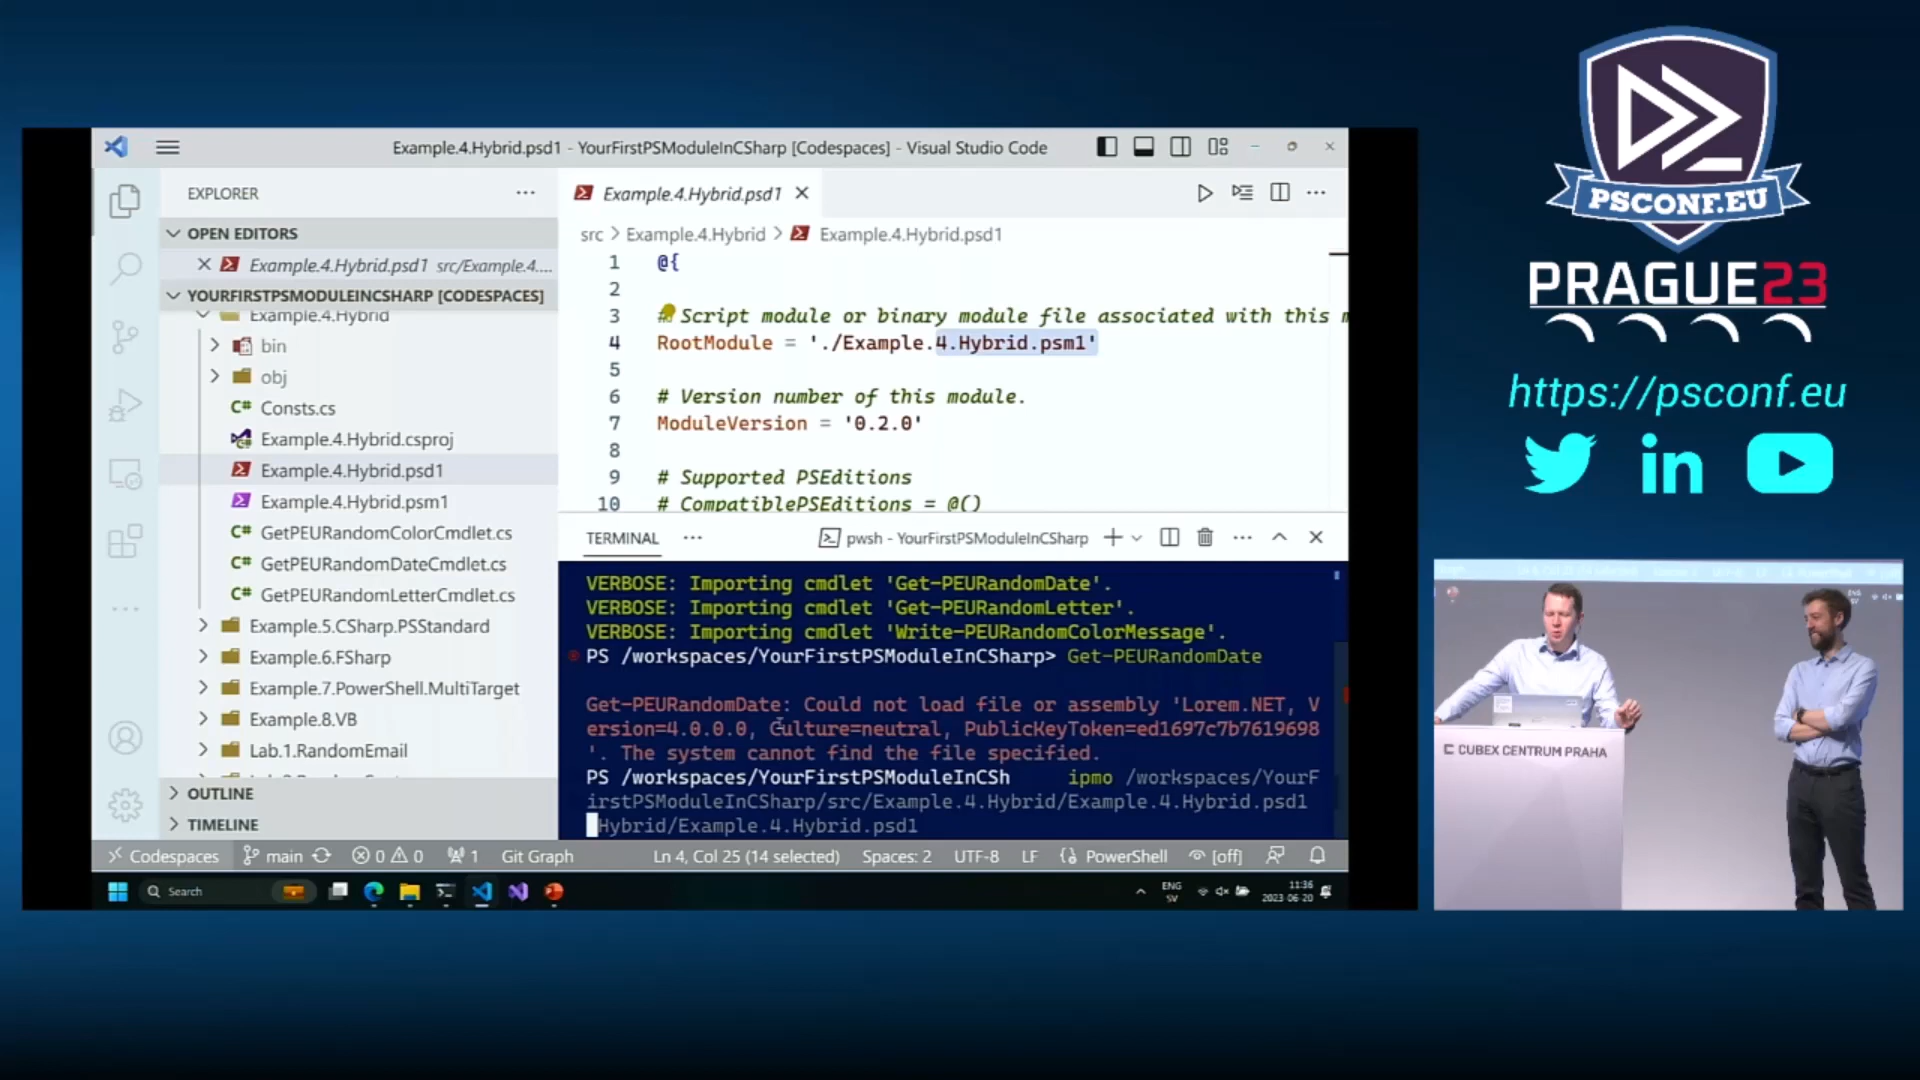 Example.4.Hybrid.psd1 - YourFirstPSModuleInCSharp [Codespaces] - Visual Studio Code
EXPLORER
OPEN EDITORS
Example.4.Hybrid.psd1 src/Example.4....
YOURFIRSTPSMODULEINCSHARP [CODESPACES]
Example.4.Hybrid
bin
obj
C# Consts.cs
Example.4.Hybrid.csproj
Example.4.Hybrid.psd1
Example.4.Hybrid.psm1
C# GetPEURandomColorCmdlet.cs
C# GetPEURandomDateCmdlet.cs
C# GetPEURandomLetterCmdlet.cs
Example.5.CSharp.PSStandard
Example.6.FSharp
Example.7.PowerShell.MultiTarget
Example.8.VB
Lab.1.RandomEmail
OUTLINE
TIMELINE
Example.4.Hybrid.psd1
src > Example.4.Hybrid > Example.4.Hybrid.psd1
1 @{
2
3 # Script module or binary module file associated with this m
4 RootModule = './Example.4.Hybrid.psm1'
5
6 # Version number of this module.
7 ModuleVersion = '0.2.0'
8
9 # Supported PSEditions
10 # CompatiblePSEditions = @()
TERMINAL
pwsh - YourFirstPSModuleInCSharp
VERBOSE: Importing cmdlet 'Get-PEURandomDate'.
VERBOSE: Importing cmdlet 'Get-PEURandomLetter'.
VERBOSE: Importing cmdlet 'Write-PEURandomColorMessage'.
PS /workspaces/YourFirstPSModuleInCSharp> Get-PEURandomDate
Get-PEURandomDate: Could not load file or assembly 'Lorem.NET, V
ersion=4.0.0.0, Culture=neutral, PublicKeyToken=ed1697c7b7619698
'. The system cannot find the file specified.
PS /workspaces/YourFirstPSModuleInCSh ipmo /workspaces/YourF
irstPSModuleInCSharp/src/Example.4.Hybrid/Example.4.Hybrid.psd1
Hybrid/Example.4.Hybrid.psd1
Codespaces main 0 0 1 Git Graph Ln 4, Col 25 (14 selected) Spaces: 2 UTF-8 LF PowerShell [off]
Search
ENG
SV
11:36
2023-06-20
PSCONF.EU
PRAGUE23
https://psconf.eu
in
CUBEX CENTRUM PRAHA